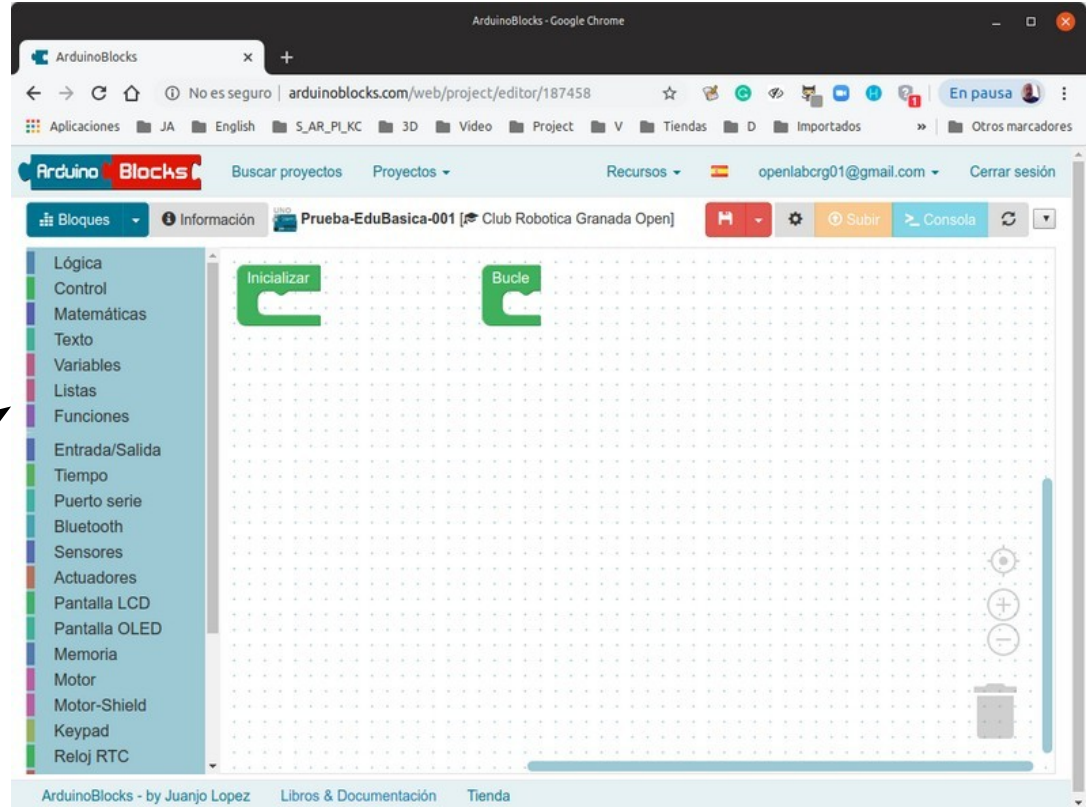 ArduinoBlocks - Google Chrome
ArduinoBlocks
No es seguro | arduinoblocks.com/web/project/editor/187458 En pausa
Aplicaciones JA English S_AR_PI_KC 3D Video Project V Tiendas D Importados » Otros marcadores
Arduino Blocks Buscar proyectos Proyectos Recursos openlabcrg01@gmail.com Cerrar sesión
Bloques Información UNO Prueba-EduBasica-001 [Club Robotica Granada Open] Subir >_ Consola
Lógica
Control
Matemáticas
Texto
Variables
Listas
Funciones
Entrada/Salida
Tiempo
Puerto serie
Bluetooth
Sensores
Actuadores
Pantalla LCD
Pantalla OLED
Memoria
Motor
Motor-Shield
Keypad
Reloj RTC
Inicializar
Bucle
ArduinoBlocks - by Juanjo Lopez Libros & Documentación Tienda